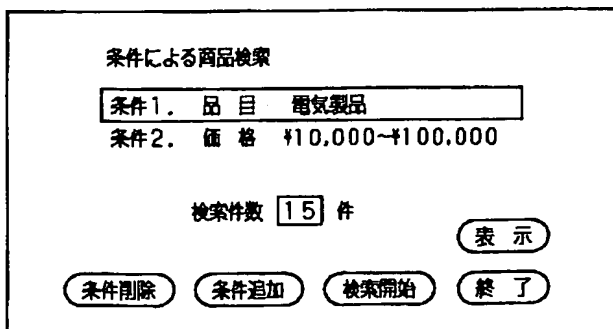 条件による商品検索
条件1. 品目 電気製品
条件2. 価格 ¥10,000~¥100,000
検索件数 15 件
表示
条件削除 条件追加 検索開始 終了